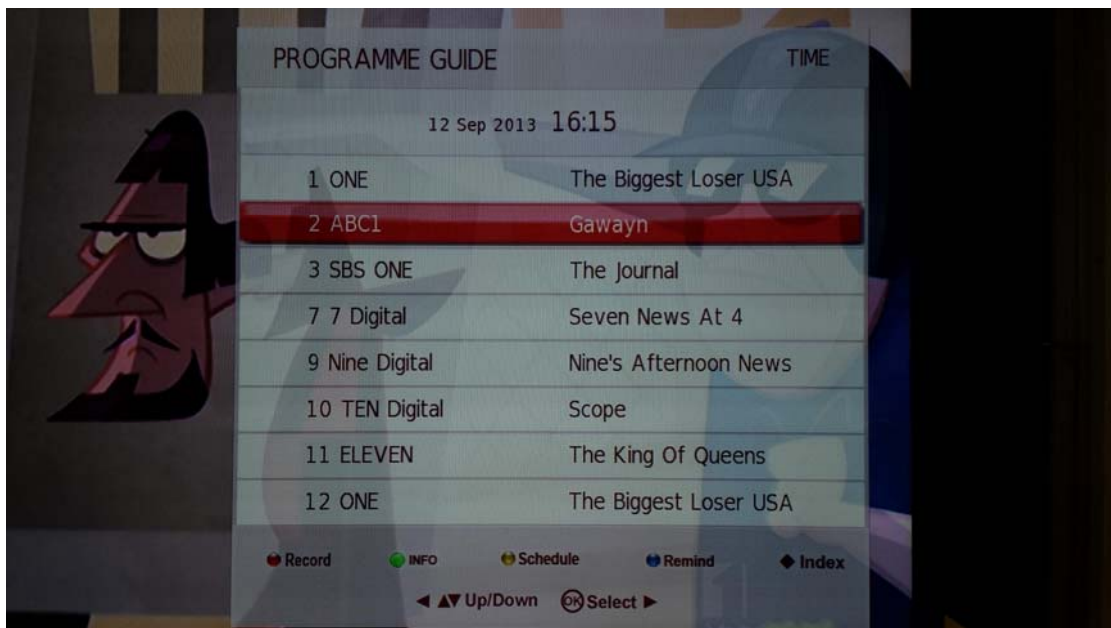 PROGRAMME GUIDE TIME
12 Sep 2013 16:15
1 ONE The Biggest Loser USA
2 ABC1 Gawayn
3 SBS ONE The Journal
7 7 Digital Seven News At 4
9 Nine Digital Nine's Afternoon News
10 TEN Digital Scope
11 ELEVEN The King Of Queens
12 ONE The Biggest Loser USA
Record INFO Schedule Remind Index
◄ ▲▼ Up/Down OK Select ►